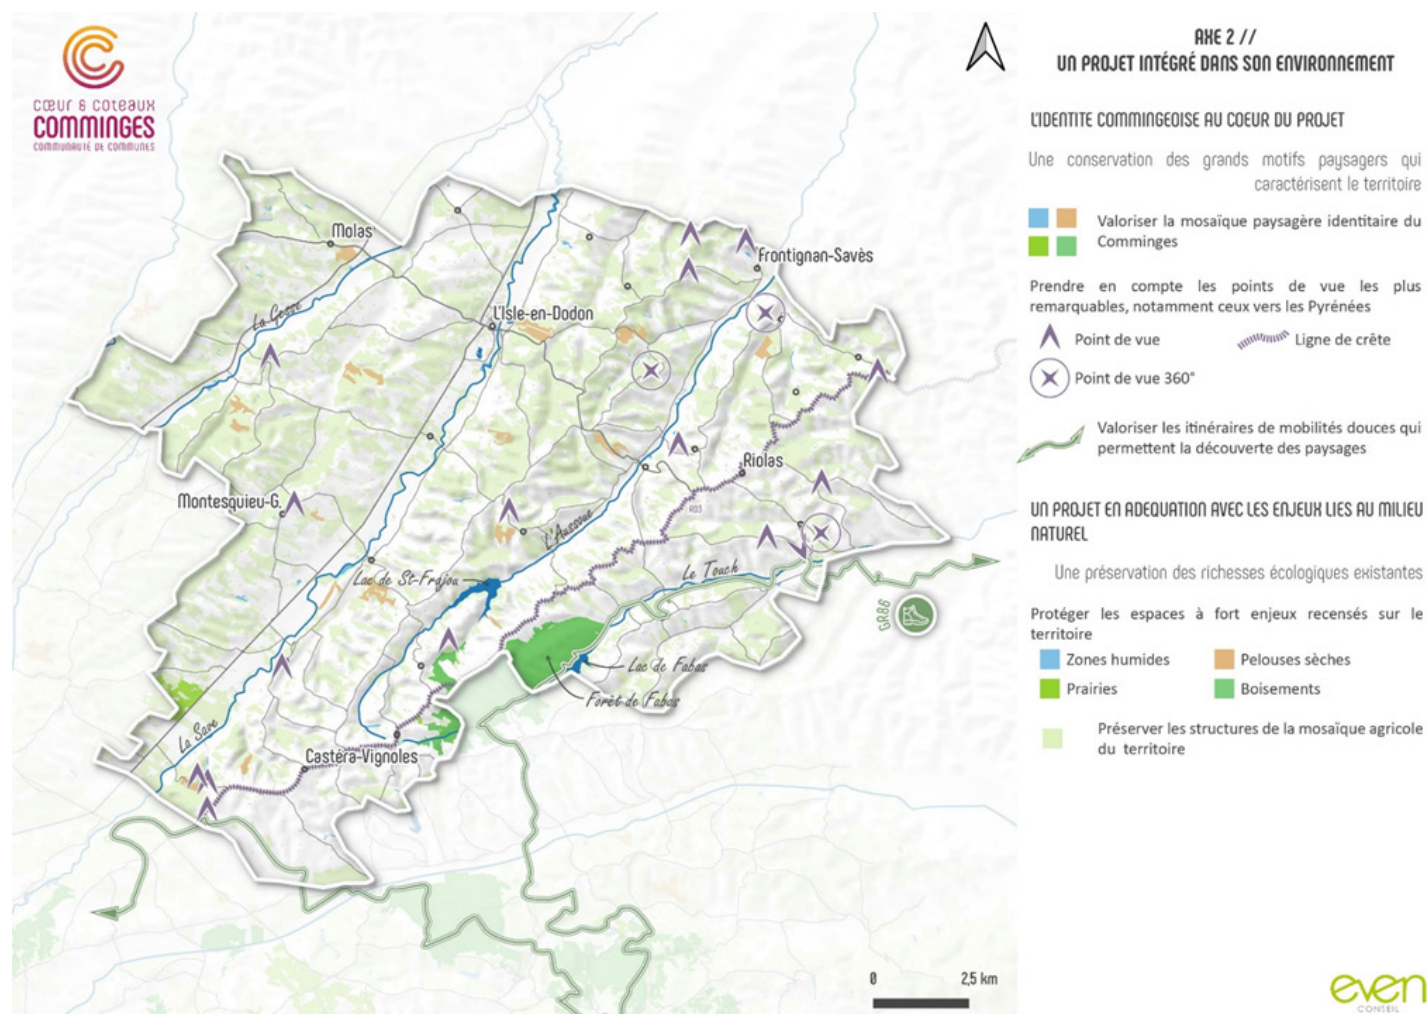 CŒUR & COTEAUX
COMMINGES
COMMUNAUTÉ DE COMMUNES
Molas
Frontignan-Savès
La Gesse
L'Isle-en-Dodon
Riolas
Montesquieu-G.
RD3
L'Aussoue
Lac de St-Frajou
Le Touch
GR86
Lac de Fabas
Forêt de Fabas
La Save
Castéra-Vignoles
0 2,5 km
AXE 2 //
UN PROJET INTÉGRÉ DANS SON ENVIRONNEMENT
L'IDENTITE COMMINGEOISE AU COEUR DU PROJET
Une conservation des grands motifs paysagers qui
caractérisent le territoire
Valoriser la mosaïque paysagère identitaire du
Comminges
Prendre en compte les points de vue les plus
remarquables, notamment ceux vers les Pyrénées
Point de vue
Ligne de crête
Point de vue 360°
Valoriser les itinéraires de mobilités douces qui
permettent la découverte des paysages
UN PROJET EN ADEQUATION AVEC LES ENJEUX LIES AU MILIEU
NATUREL
Une préservation des richesses écologiques existantes
Protéger les espaces à fort enjeux recensés sur le
territoire
Zones humides
Pelouses sèches
Prairies
Boisements
Préserver les structures de la mosaïque agricole
du territoire
even
CONSEIL